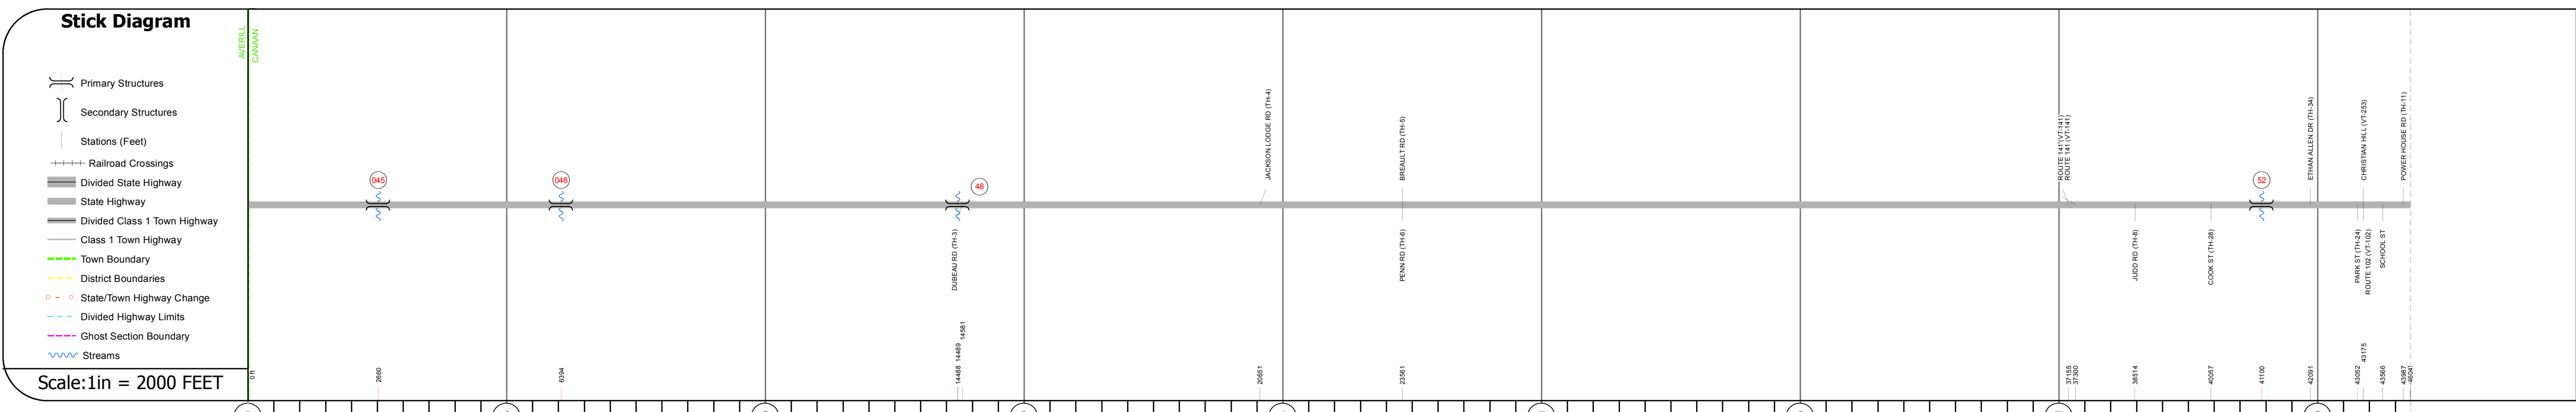 Stick Diagram
Primary Structures
Secondary Structures
Stations (Feet)
Railroad Crossings
Divided State Highway
State Highway
Divided Class 1 Town Highway
Class 1 Town Highway
Town Boundary
District Boundaries
State/Town Highway Change
Divided Highway Limits
Ghost Section Boundary
Streams
Scale:1in = 2000 FEET
AVERILL
CANAAN
045
046
48
52
JACKSON LODGE RD (TH-4)
BREAULT RD (TH-5)
ROUTE 141 (VT-141)
ROUTE 141 (VT-141)
ETHAN ALLEN DR (TH-34)
CHRISTIAN HILL (VT-253)
POWER HOUSE RD (TH-11)
DUBEAU RD (TH-3)
PENN RD (TH-6)
JUDD RD (TH-8)
COOK ST (TH-28)
PARK ST (TH-24)
ROUTE 102 (VT-102)
SCHOOL ST
0 ft
2660
6394
14488
14489
14581
20651
23561
37155
37300
38514
40057
41100
42091
43052
43175
43566
43987